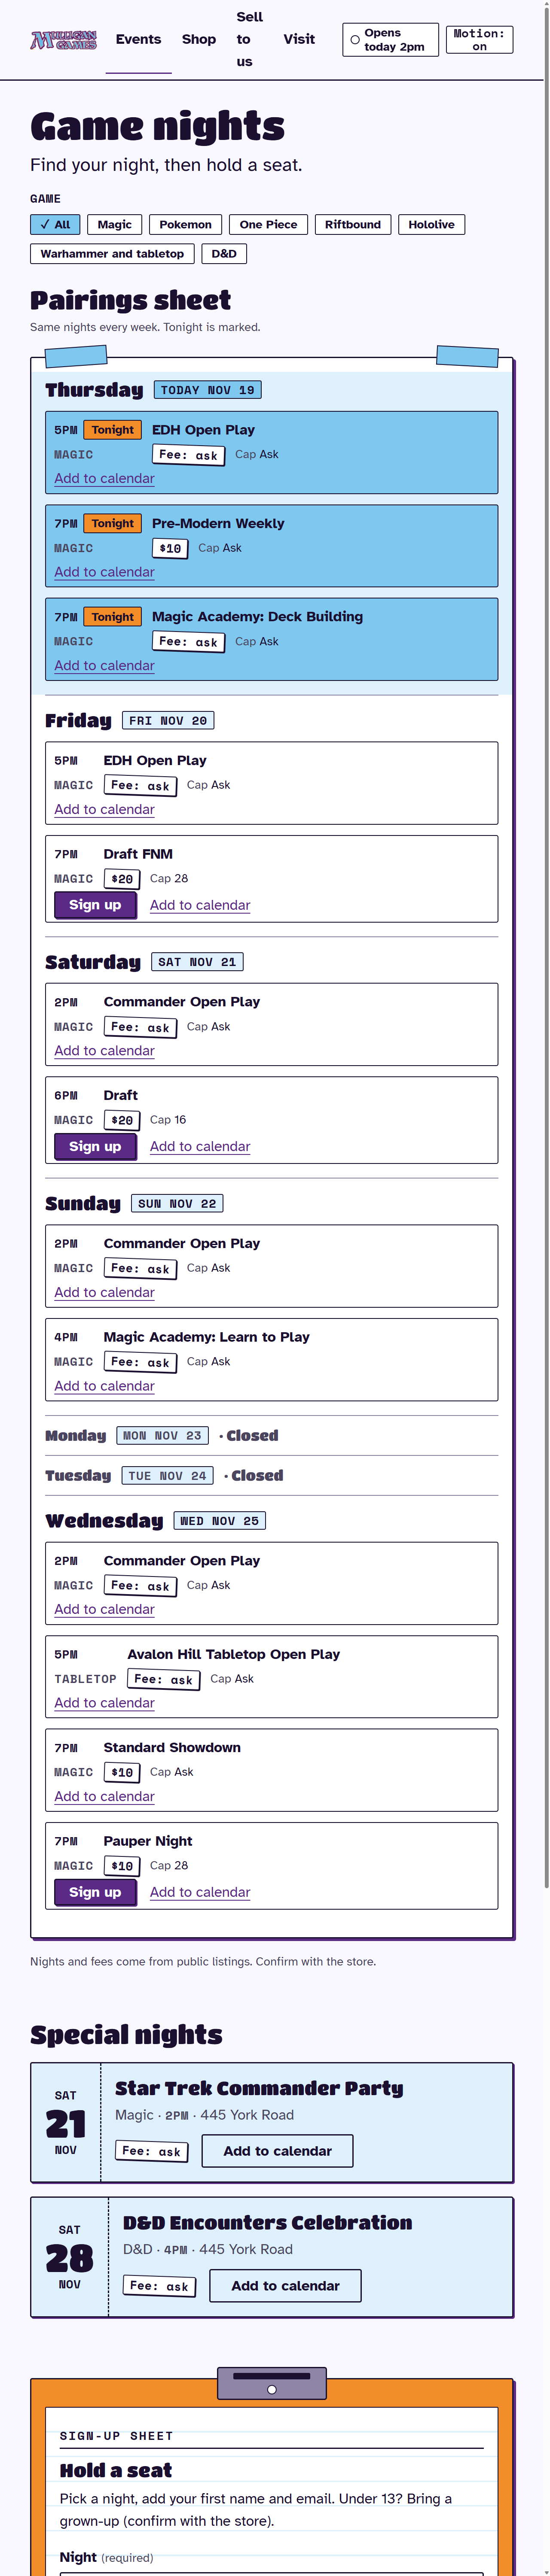 MULLIGAN
GAMES
Events
Shop
Sell
to
us
Visit
Opens
today 2pm
Motion:
on
Game nights
Find your night, then hold a seat.
GAME
✓ All
Magic
Pokemon
One Piece
Riftbound
Hololive
Warhammer and tabletop
D&D
Pairings sheet
Same nights every week. Tonight is marked.
Thursday TODAY NOV 19
5PM Tonight EDH Open Play
MAGIC Fee: ask Cap Ask
Add to calendar
7PM Tonight Pre-Modern Weekly
MAGIC $10 Cap Ask
Add to calendar
7PM Tonight Magic Academy: Deck Building
MAGIC Fee: ask Cap Ask
Add to calendar
Friday FRI NOV 20
5PM EDH Open Play
MAGIC Fee: ask Cap Ask
Add to calendar
7PM Draft FNM
MAGIC $20 Cap 28
Sign up Add to calendar
Saturday SAT NOV 21
2PM Commander Open Play
MAGIC Fee: ask Cap Ask
Add to calendar
6PM Draft
MAGIC $20 Cap 16
Sign up Add to calendar
Sunday SUN NOV 22
2PM Commander Open Play
MAGIC Fee: ask Cap Ask
Add to calendar
4PM Magic Academy: Learn to Play
MAGIC Fee: ask Cap Ask
Add to calendar
Monday MON NOV 23 · Closed
Tuesday TUE NOV 24 · Closed
Wednesday WED NOV 25
2PM Commander Open Play
MAGIC Fee: ask Cap Ask
Add to calendar
5PM Avalon Hill Tabletop Open Play
TABLETOP Fee: ask Cap Ask
Add to calendar
7PM Standard Showdown
MAGIC $10 Cap Ask
Add to calendar
7PM Pauper Night
MAGIC $10 Cap 28
Sign up Add to calendar
Nights and fees come from public listings. Confirm with the store.
Special nights
SAT
21
NOV
Star Trek Commander Party
Magic · 2PM · 445 York Road
Fee: ask Add to calendar
SAT
28
NOV
D&D Encounters Celebration
D&D · 4PM · 445 York Road
Fee: ask Add to calendar
SIGN-UP SHEET
Hold a seat
Pick a night, add your first name and email. Under 13? Bring a
grown-up (confirm with the store).
Night (required)